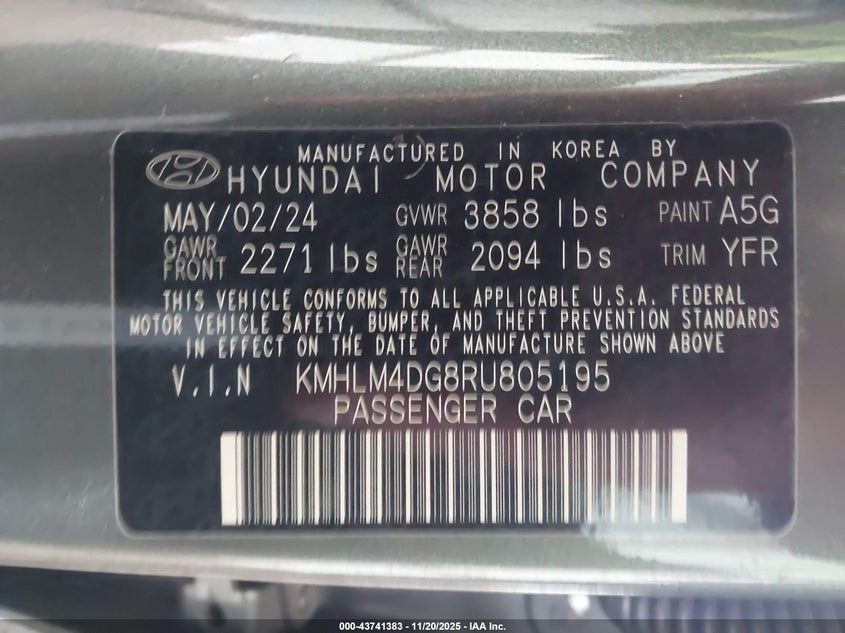 MANUFACTURED IN KOREA BY
HYUNDAI MOTOR COMPANY
MAY/02/24 GVWR 3858 lbs PAINT A5G
GAWR FRONT 2271 lbs GAWR REAR 2094 lbs TRIM YFR
THIS VEHICLE CONFORMS TO ALL APPLICABLE U.S.A. FEDERAL
MOTOR VEHICLE SAFETY, BUMPER, AND THEFT PREVENTION STANDARDS
IN EFFECT ON THE DATE OF MANUFACTURE SHOWN ABOVE
V.I.N KMHLM4DG8RU805195
PASSENGER CAR
000-43741383 - 11/20/2025 - IAA Inc.